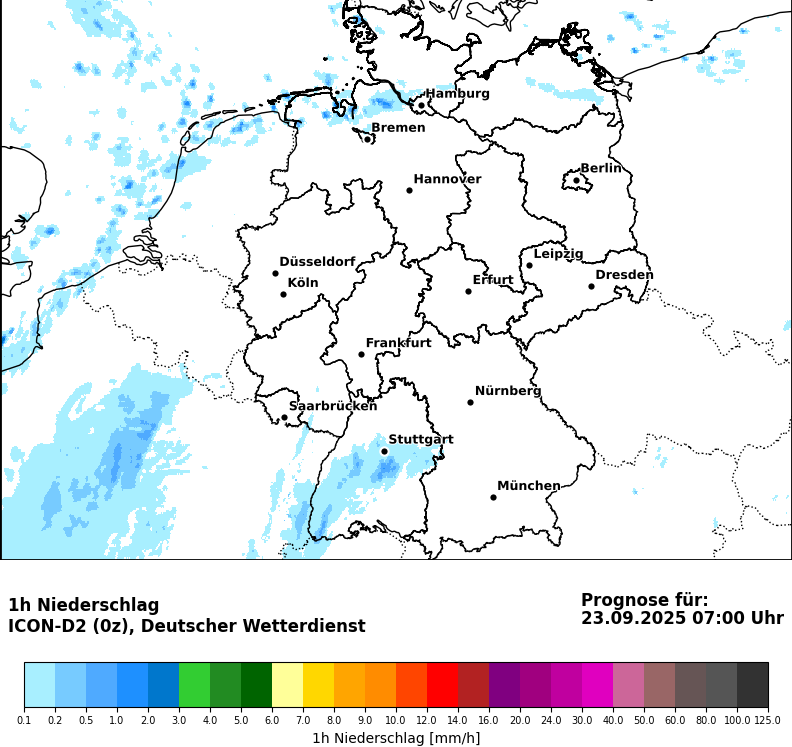 Hamburg
Bremen
Berlin
Hannover
Leipzig
Düsseldorf
Dresden
Köln
Erfurt
Frankfurt
Nürnberg
Saarbrücken
Stuttgart
München
1h Niederschlag
ICON-D2 (0z), Deutscher Wetterdienst
Prognose für:
23.09.2025 07:00 Uhr
0.1 0.2 0.5 1.0 2.0 3.0 4.0 5.0 6.0 7.0 8.0 9.0 10.0 12.0 14.0 16.0 20.0 24.0 30.0 40.0 50.0 60.0 80.0 100.0 125.0
1h Niederschlag [mm/h]